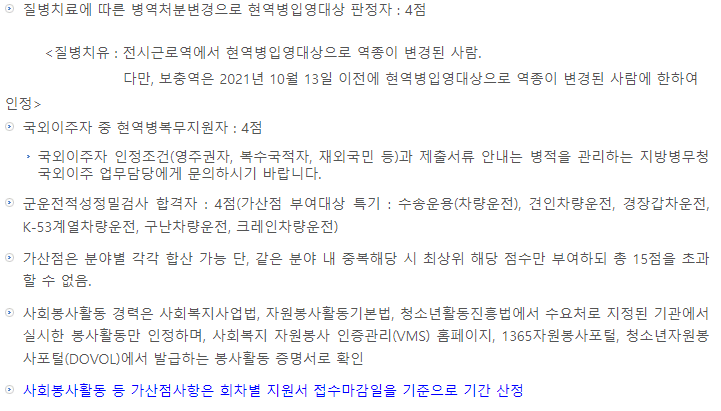 질병치료에 따른 병역처분변경으로 현역병입영대상 판정자 : 4점
<질병치유 : 전시근로역에서 현역병입영대상으로 역종이 변경된 사람.
다만, 보충역은 2021년 10월 13일 이전에 현역병입영대상으로 역종이 변경된 사람에 한하여
인정>
국외이주자 중 현역병복무지원자 : 4점
국외이주자 인정조건(영주권자, 복수국적자, 재외국민 등)과 제출서류 안내는 병적을 관리하는 지방병무청
국외이주 업무담당에게 문의하시기 바랍니다.
군운전적성정밀검사 합격자 : 4점(가산점 부여대상 특기 : 수송운용(차량운전), 견인차량운전, 경장갑차운전,
K-53계열차량운전, 구난차량운전, 크레인차량운전)
가산점은 분야별 각각 합산 가능 단, 같은 분야 내 중복해당 시 최상위 해당 점수만 부여하되 총 15점을 초과
할 수 없음.
사회봉사활동 경력은 사회복지사업법, 자원봉사활동기본법, 청소년활동진흥법에서 수요처로 지정된 기관에서
실시한 봉사활동만 인정하며, 사회복지 자원봉사 인증관리(VMS) 홈페이지, 1365자원봉사포털, 청소년자원봉
사포털(DOVOL)에서 발급하는 봉사활동 증명서로 확인
사회봉사활동 등 가산점사항은 회차별 지원서 접수마감일을 기준으로 기간 산정